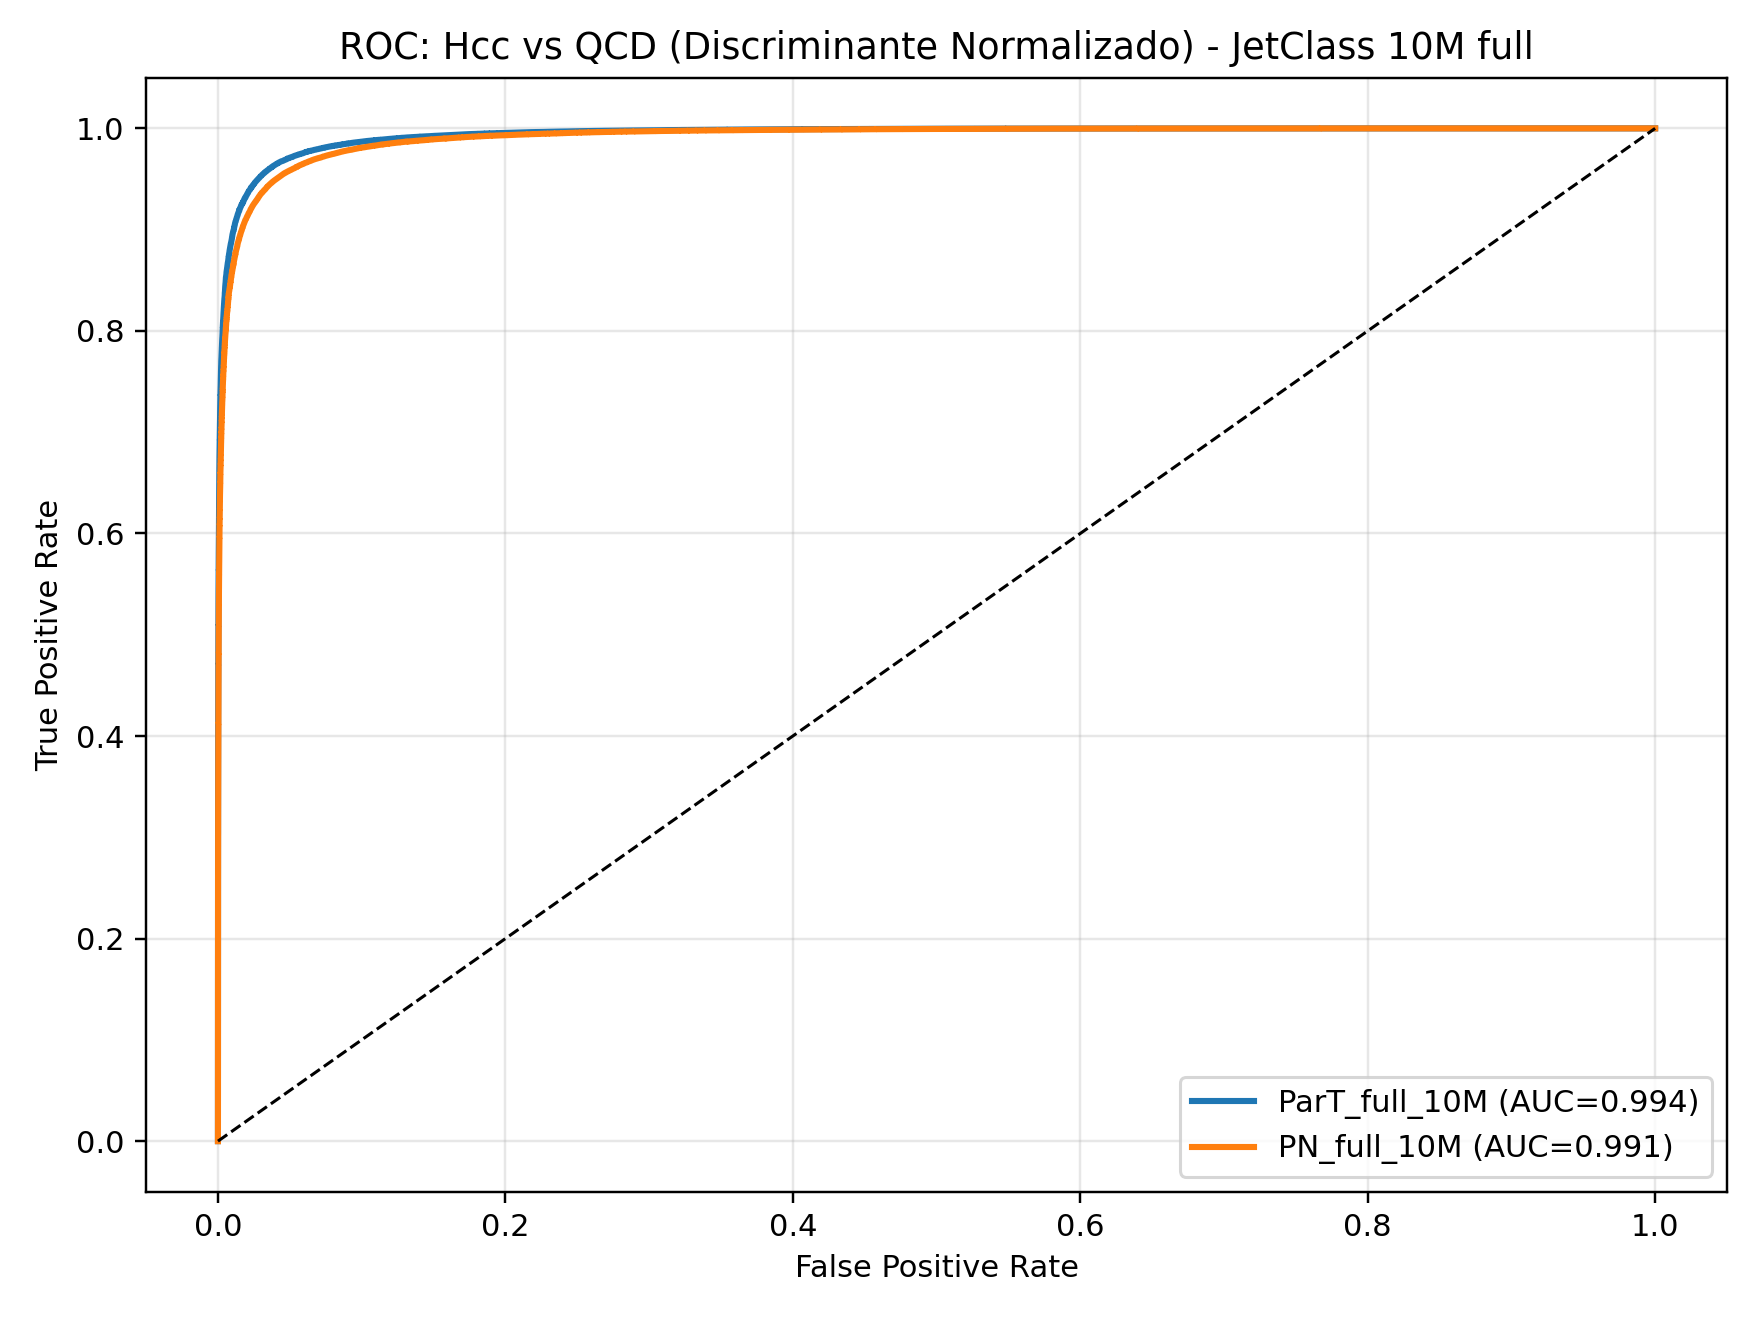 ROC: Hcc vs QCD (Discriminante Normalizado) - JetClass 10M full
True Positive Rate
1.0
0.8
0.6
0.4
0.2
0.0
0.0 0.2 0.4 0.6 0.8 1.0
False Positive Rate
ParT_full_10M (AUC=0.994)
PN_full_10M (AUC=0.991)